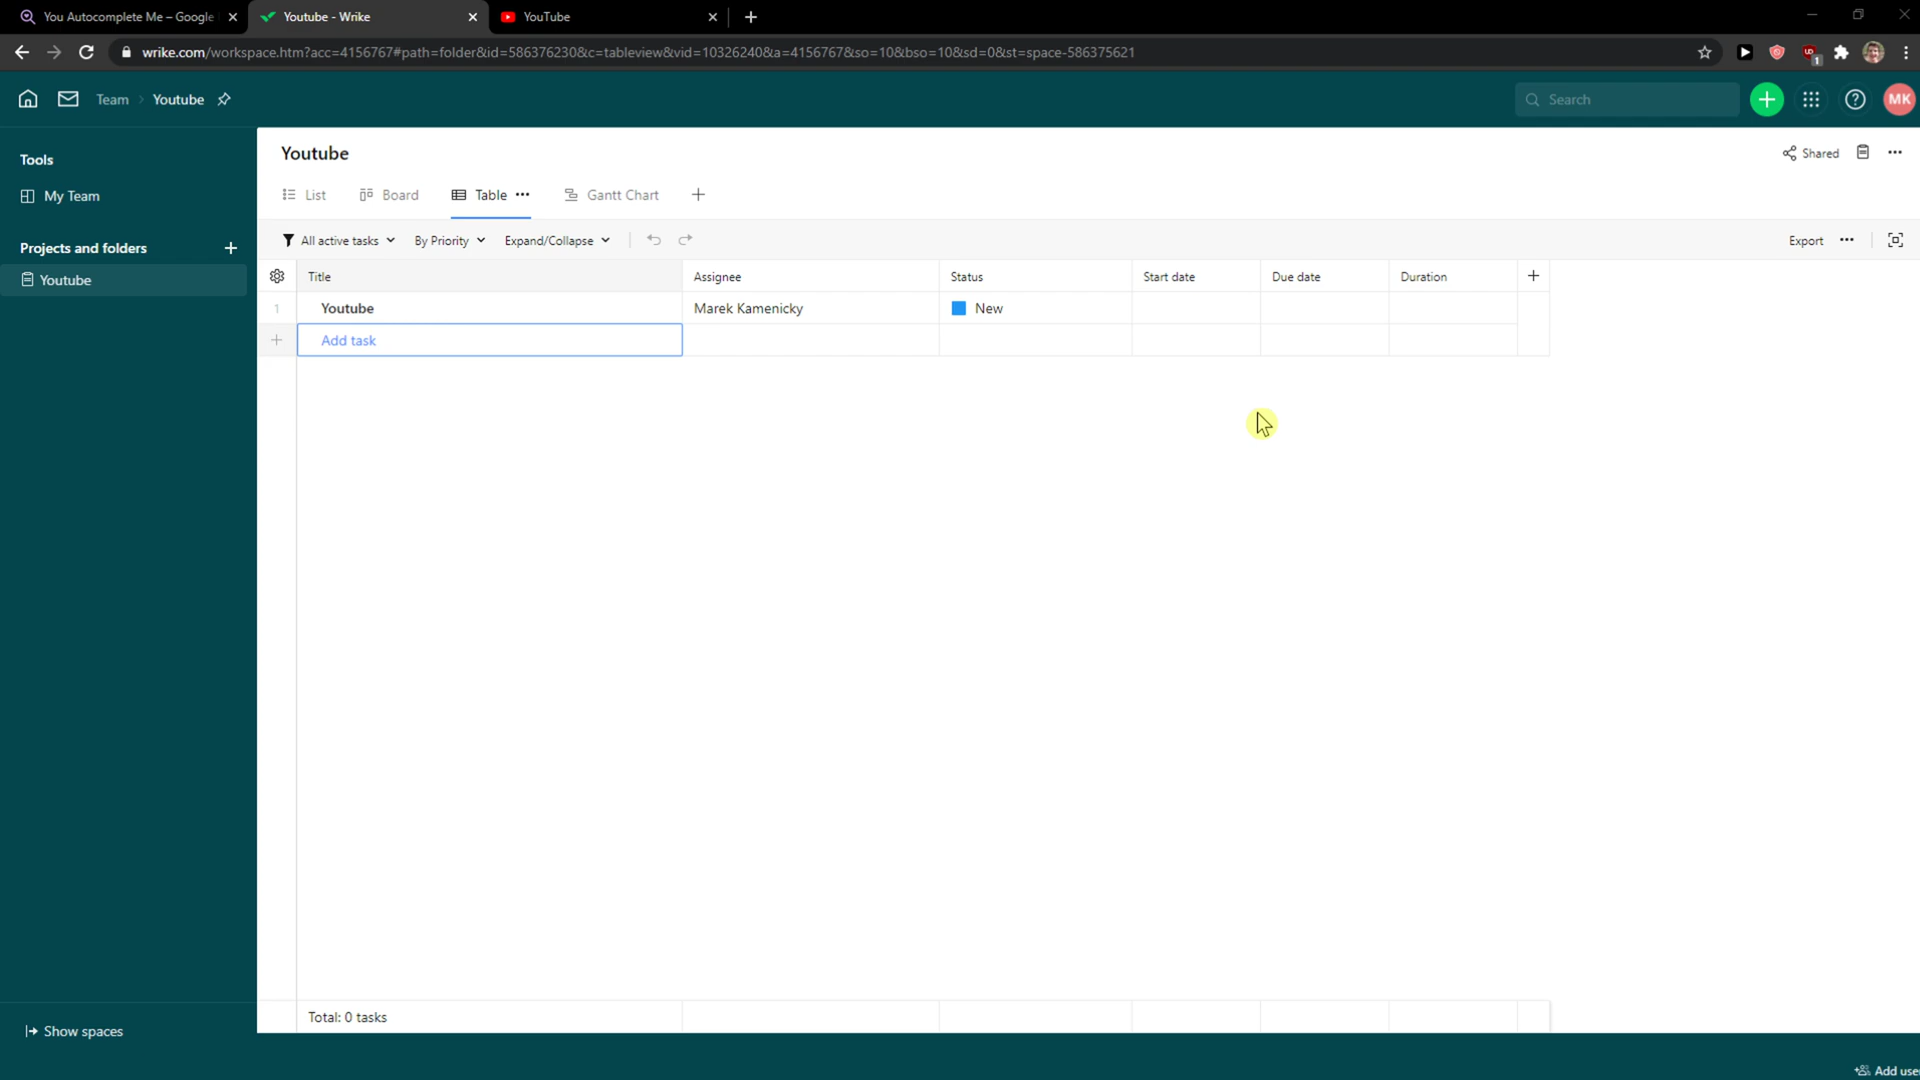 You Autocomplete Me – Google
Youtube - Wrike
YouTube
wrike.com/workspace.htm?acc=4156767#path=folder&id=586376230&c=tableview&vid=10326240&a=4156767&so=10&bso=10&sd=0&st=space-586375621
1
Team
Youtube
Search
MK
Tools
My Team
Projects and folders
Youtube
Youtube
Shared
List
Board
Table
Gantt Chart
All active tasks
By Priority
Expand/Collapse
Export
Title
Assignee
Status
Start date
Due date
Duration
1
Youtube
Marek Kamenicky
New
Add task
Total: 0 tasks
Show spaces
Add use